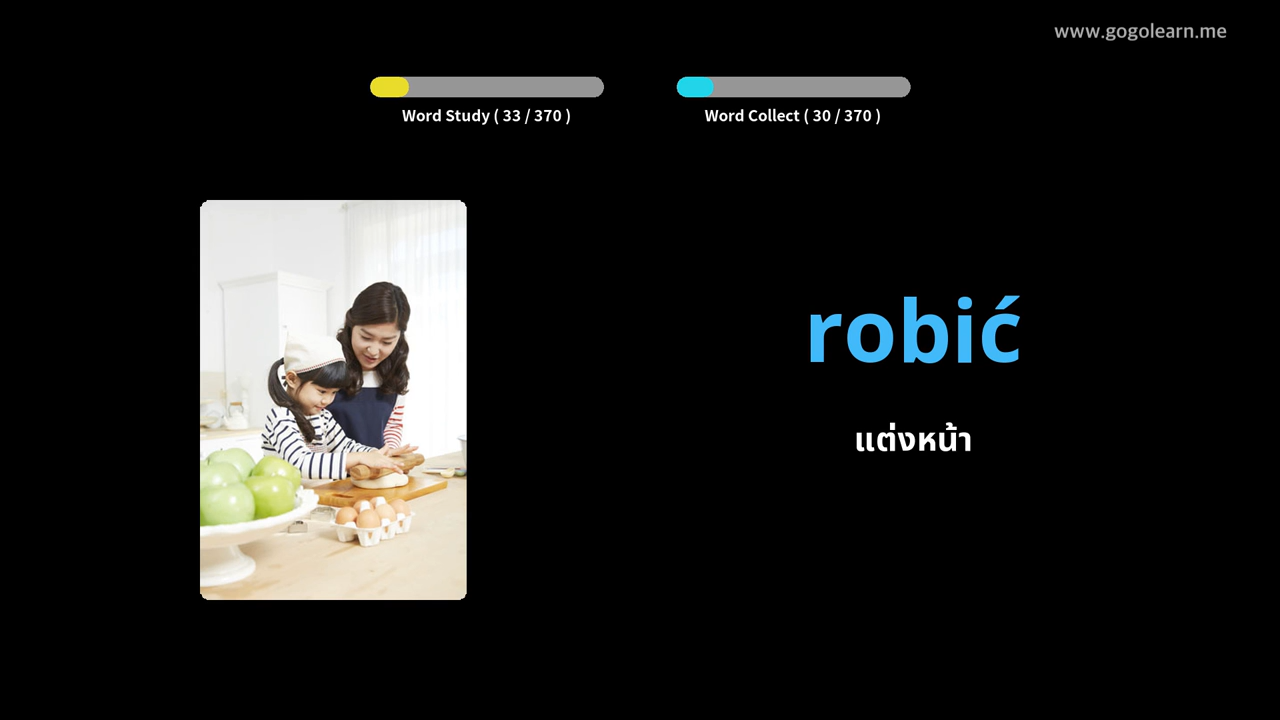 www.gogolearn.me
Word Study ( 33 / 370 )
Word Collect ( 30 / 370 )
robić
แต่งหน้า